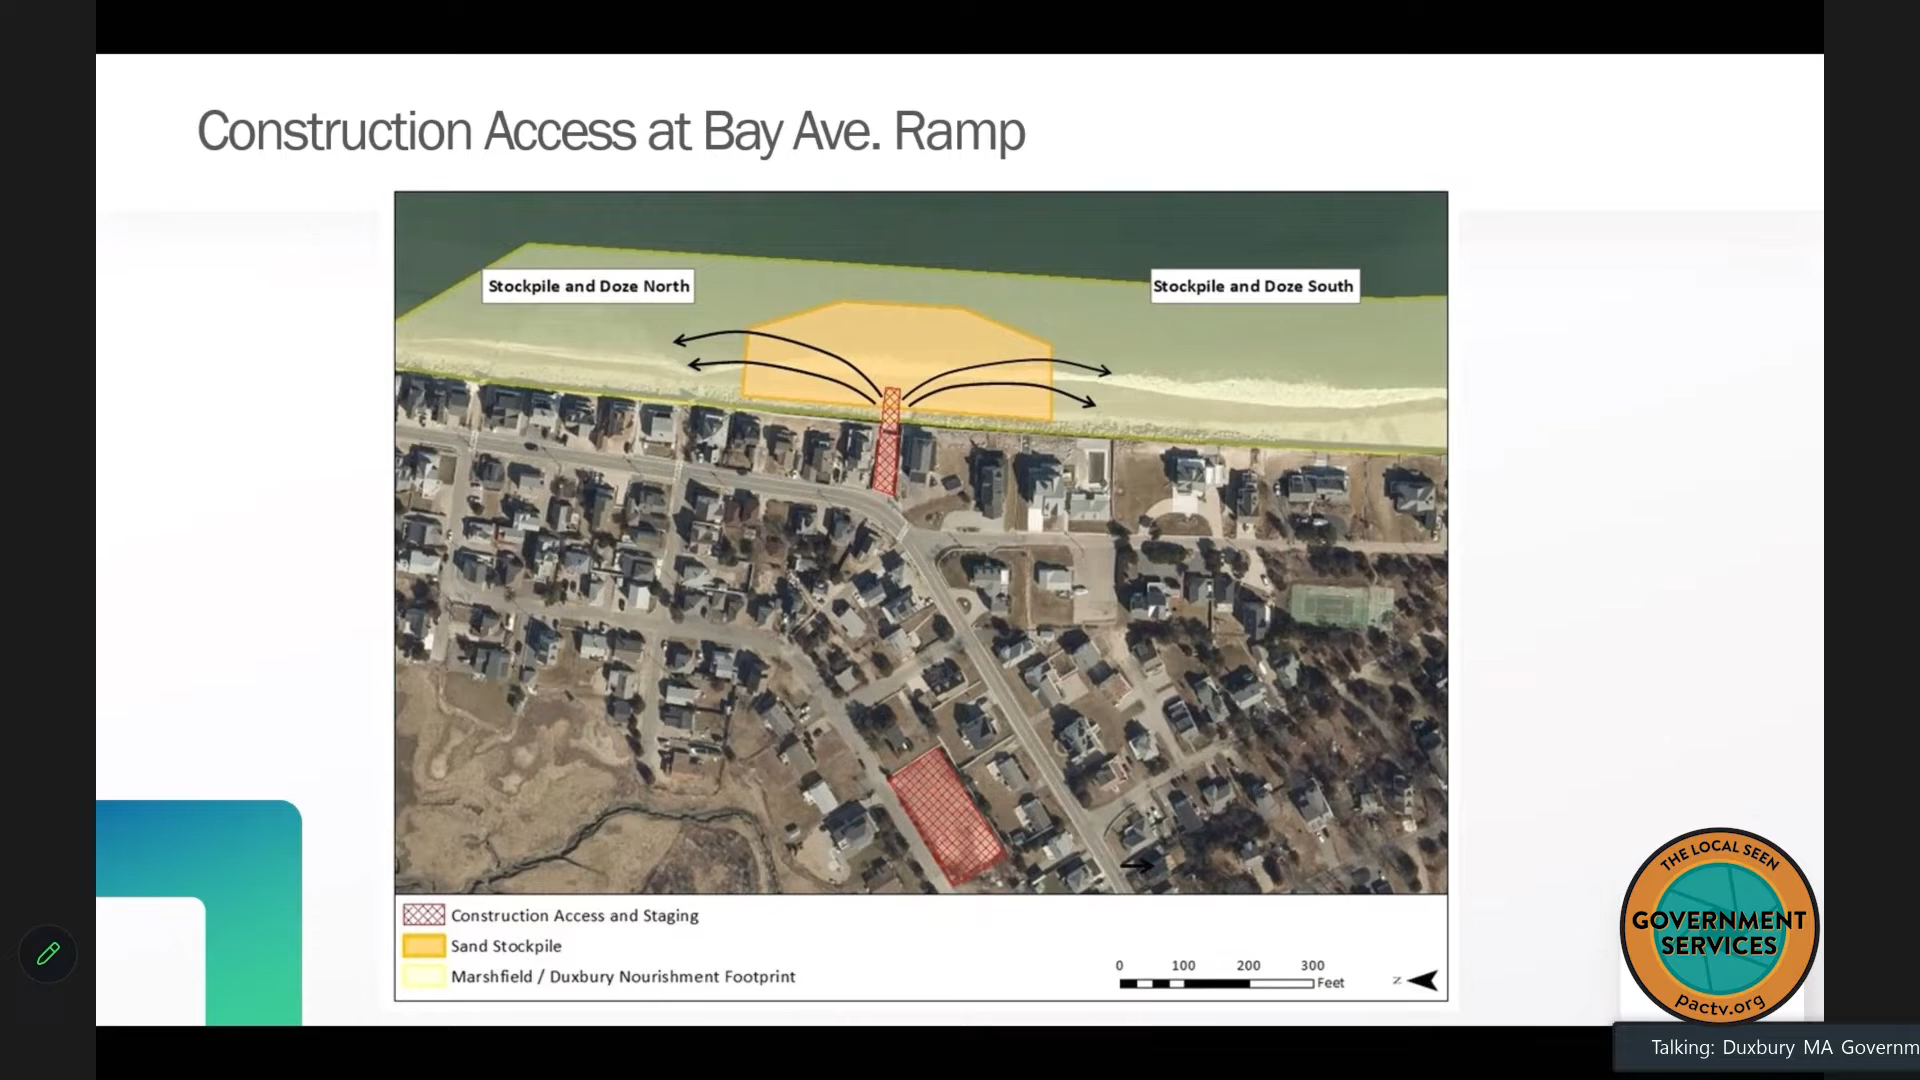 Construction Access at Bay Ave. Ramp
Stockpile and Doze North
Stockpile and Doze South
Construction Access and Staging
Sand Stockpile
Marshfield / Duxbury Nourishment Footprint
0 100 200 300
Feet
N
THE LOCAL SEEN
GOVERNMENT
SERVICES
pactv.org
Talking: Duxbury MA Governm